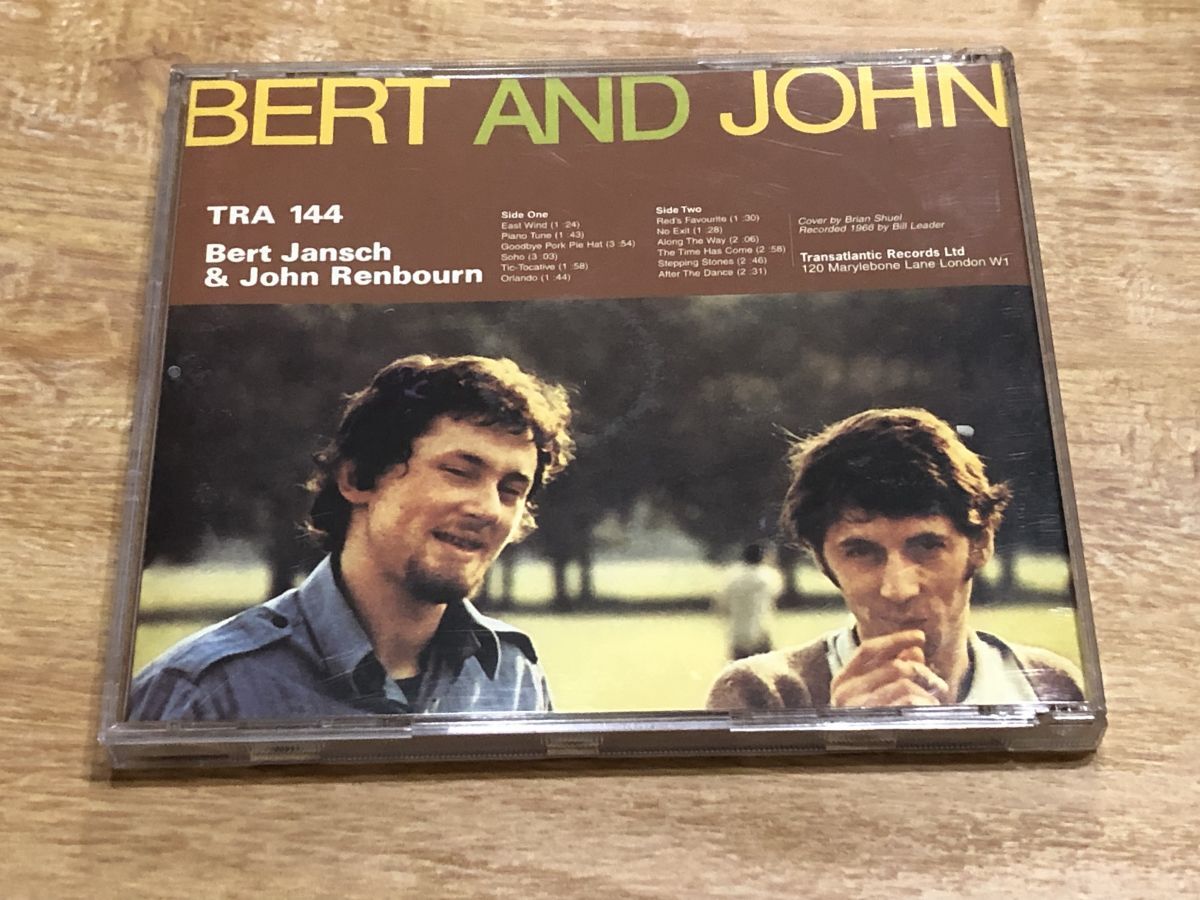 BERT AND JOHN
TRA 144
Bert Jansch
& John Renbourn
Side One
East Wind (1 :24)
Piano Tune (1 :43)
Goodbye Pork Pie Hat (3 :54)
Soho (3 :03)
Tic-Tocative (1 :58)
Orlando (1 :44)
Side Two
Red's Favourite (1 :30)
No Exit (1 :28)
Along The Way (2 :06)
The Time Has Come (2 :58)
Stepping Stones (2 :46)
After The Dance (2 :31)
Cover by Brian Shuel
Recorded 1966 by Bill Leader
Transatlantic Records Ltd
120 Marylebone Lane London W1